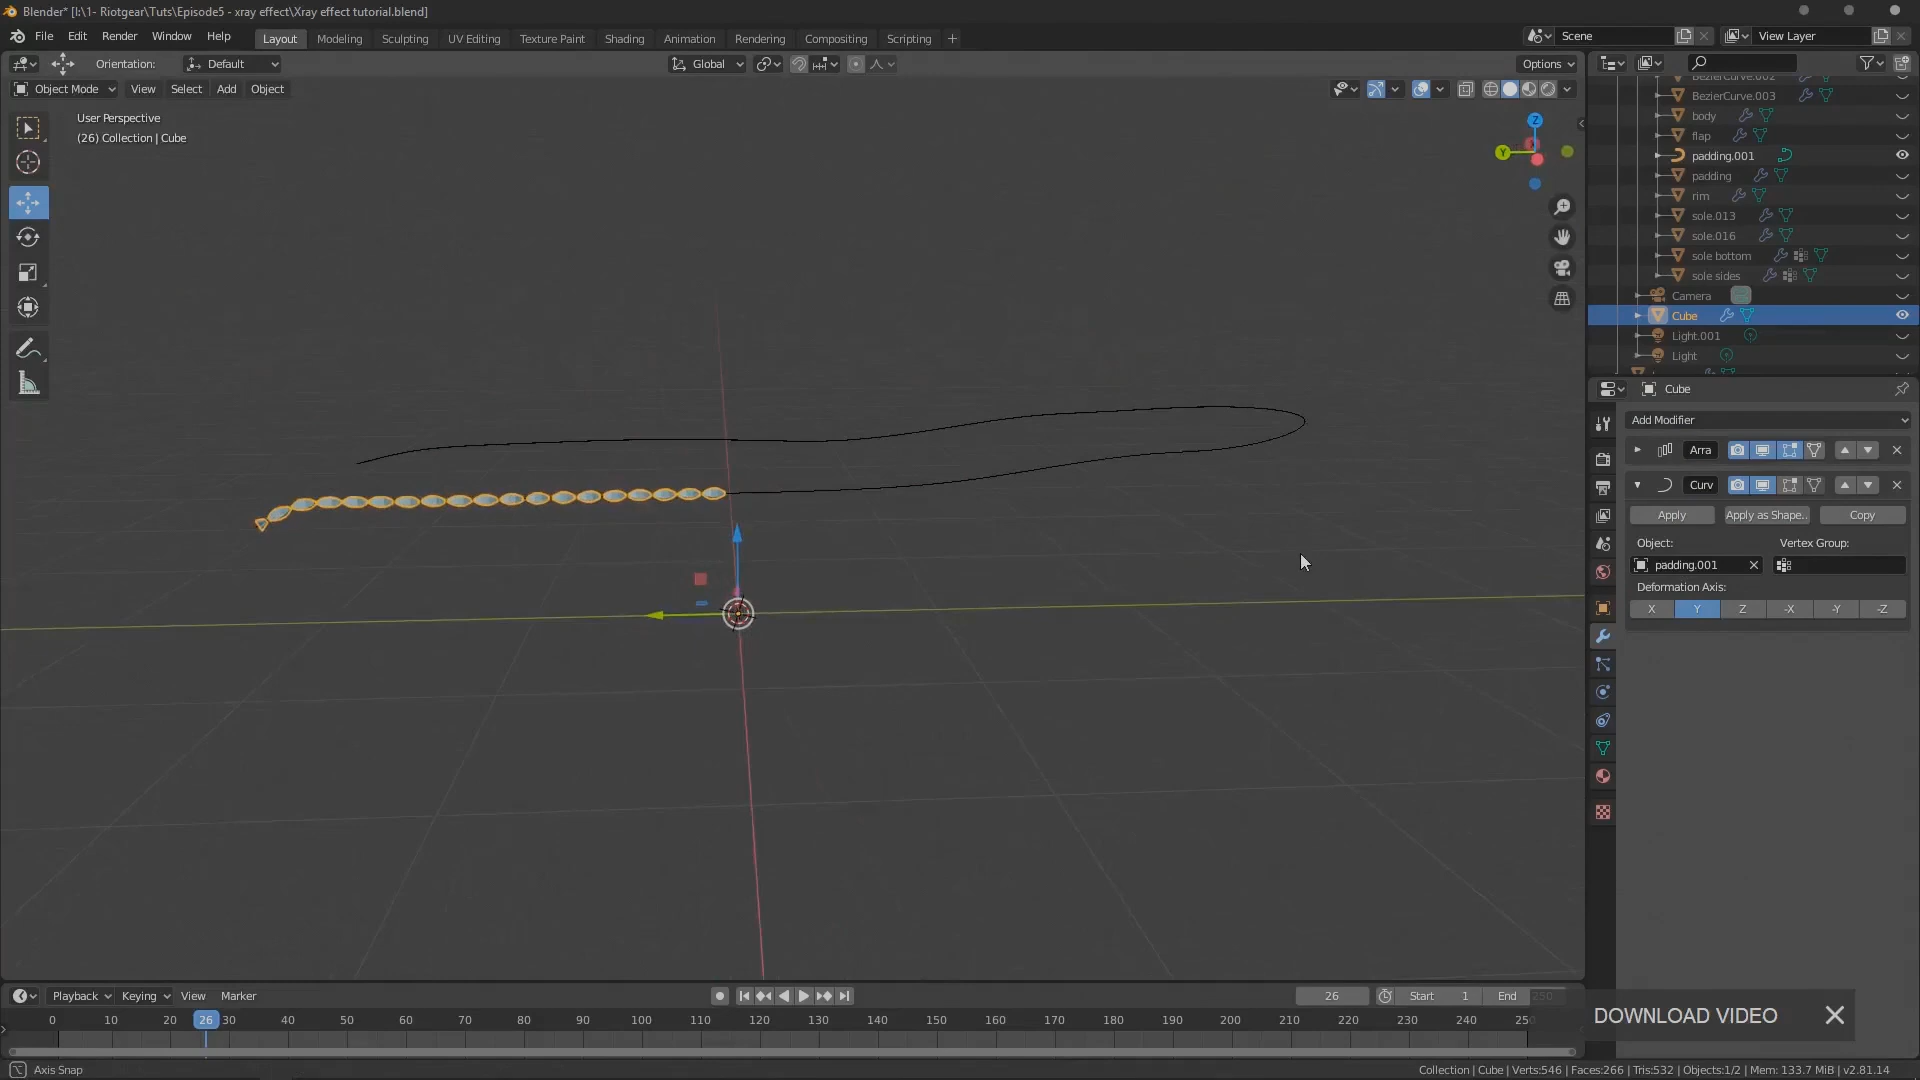 Blender* [I:\1- Riotgear\Tuts\Episode5 - xray effect\Xray effect tutorial.blend]
File Edit Render Window Help
Layout Modeling Sculpting UV Editing Texture Paint Shading Animation Rendering Compositing Scripting +
Scene
View Layer
Orientation: Default
Global
Options
Object Mode View Select Add Object
User Perspective
(26) Collection | Cube
Z
Y
BezierCurve.002
BezierCurve.003
body
flap
padding.001
padding
rim
sole.013
sole.016
sole bottom
sole sides
Camera
Cube
Light.001
Light
Cube
Add Modifier
Arra
Curv
Apply Apply as Shape.. Copy
Object: Vertex Group:
padding.001
Deformation Axis:
X Y Z -X -Y -Z
Playback Keying View Marker
26 Start 1 End 250
0 10 20 26 30 40 50 60 70 80 90 100 110 120 130 140 150 160 170 180 190 200 210 220 230 240 250
DOWNLOAD VIDEO
Axis Snap
Collection | Cube | Verts:546 | Faces:266 | Tris:532 | Objects:1/2 | Mem: 133.7 MiB | v2.81.14